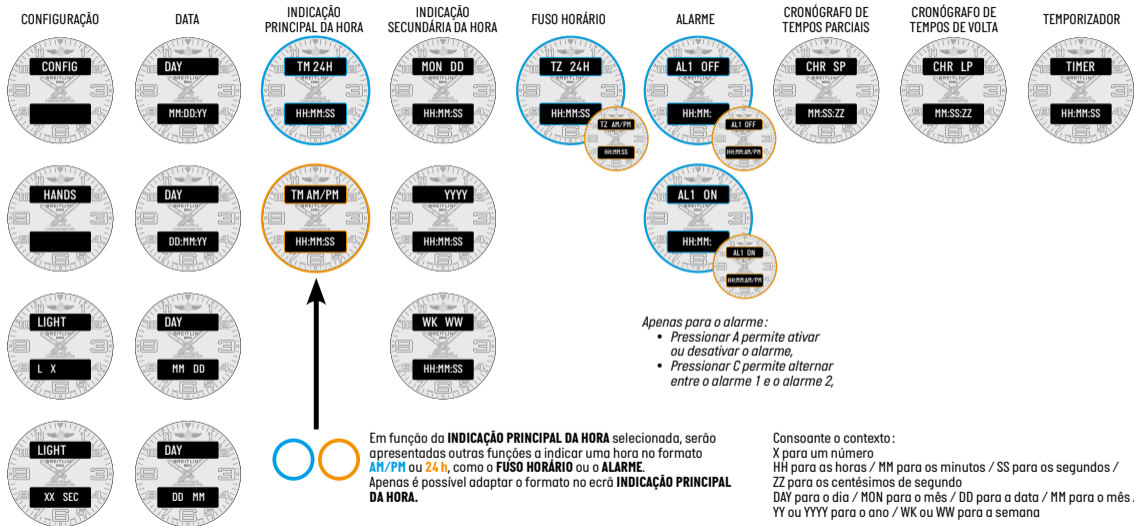 CONFIGURAÇÃO
DATA
INDICAÇÃO
PRINCIPAL DA HORA
INDICAÇÃO
SECUNDÁRIA DA HORA
FUSO HORÁRIO
ALARME
CRONÓGRAFO DE
TEMPOS PARCIAIS
CRONÓGRAFO DE
TEMPOS DE VOLTA
TEMPORIZADOR
CONFIG
DAY
MM:DD:YY
TM 24H
HH:MM:SS
MON DD
HH:MM:SS
TZ 24H
HH:MM:SS
TZ AM/PM
HH:MM:SS
AL1 OFF
HH:MM:
AL1 OFF
HH:MM:AM/PM
CHR SP
MM:SS:ZZ
CHR LP
MM:SS:ZZ
TIMER
HH:MM:SS
HANDS
DAY
DD:MM:YY
TM AM/PM
HH:MM:SS
YYYY
HH:MM:SS
AL1 ON
HH:MM:
AL1 ON
HH:MM:AM/PM
LIGHT
L X
DAY
MM DD
WK WW
HH:MM:SS
Apenas para o alarme:
• Pressionar A permite ativar
ou desativar o alarme,
• Pressionar C permite alternar
entre o alarme 1 e o alarme 2,
LIGHT
XX SEC
DAY
DD MM
Em função da INDICAÇÃO PRINCIPAL DA HORA selecionada, serão
apresentadas outras funções a indicar uma hora no formato
AM/PM ou 24 h, como o FUSO HORÁRIO ou o ALARME.
Apenas é possível adaptar o formato no ecrã INDICAÇÃO PRINCIPAL
DA HORA.
Consoante o contexto:
X para um número
HH para as horas / MM para os minutos / SS para os segundos /
ZZ para os centésimos de segundo
DAY para o dia / MON para o mês / DD para a data / MM para o mês /
YY ou YYYY para o ano / WK ou WW para a semana